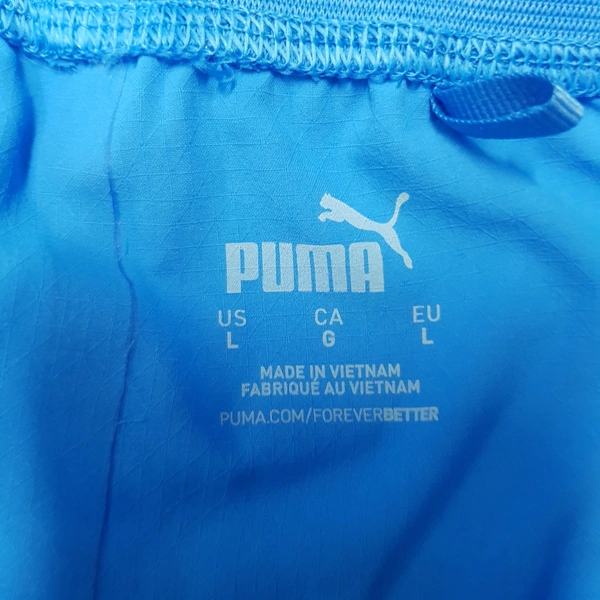 PUMA
US CA EU
L G L
MADE IN VIETNAM
FABRIQUÉ AU VIETNAM
PUMA.COM/FOREVERBETTER